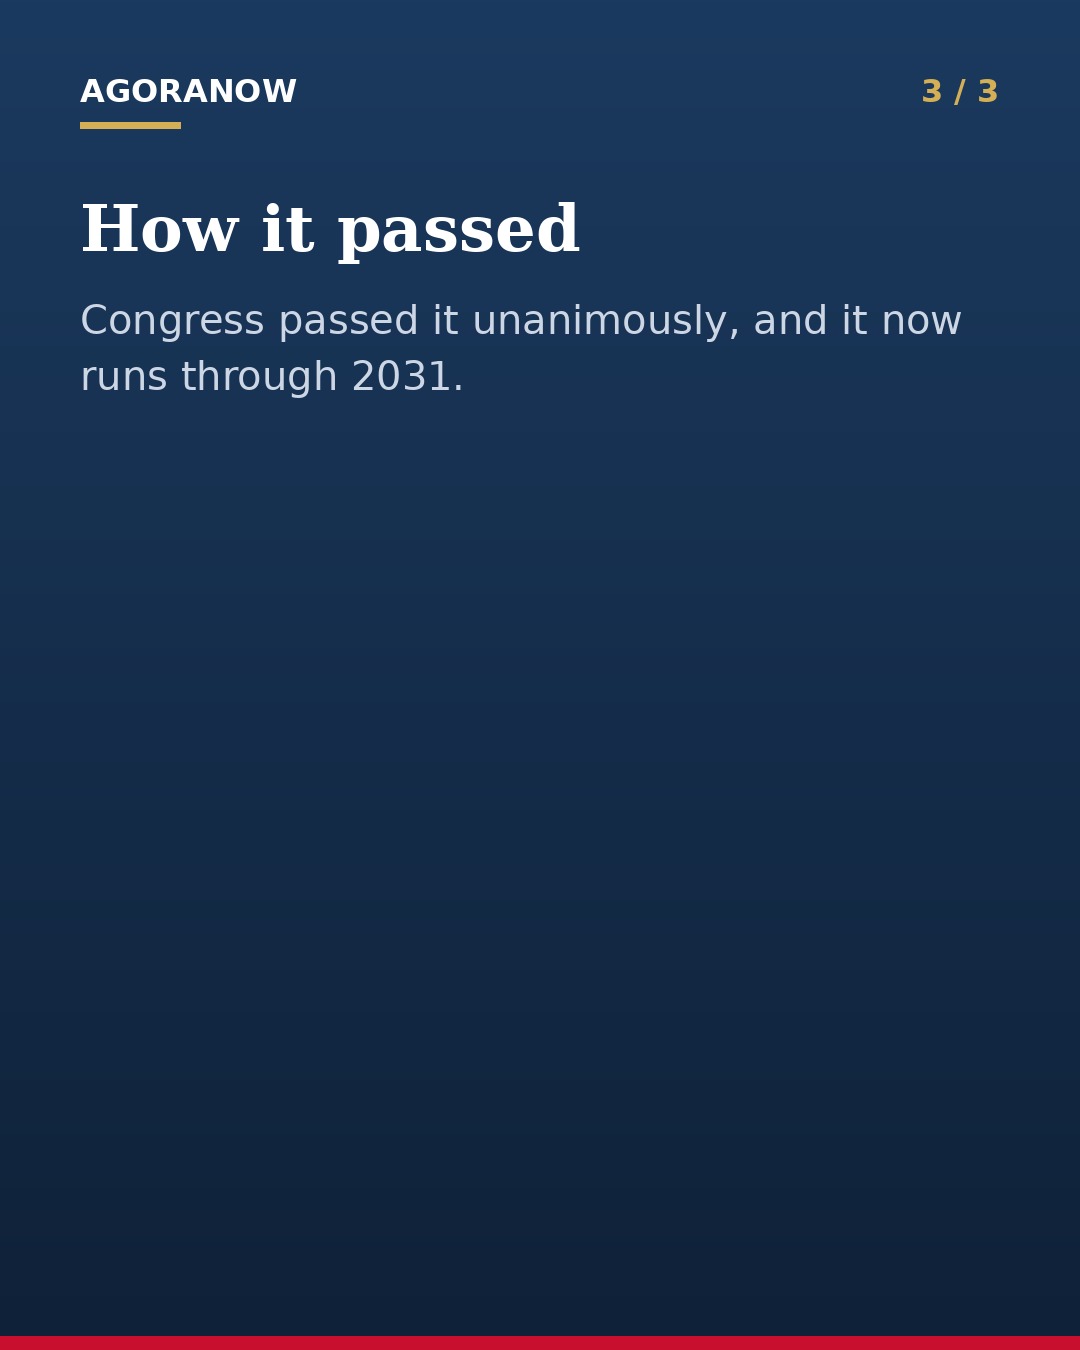 AGORANOW
3 / 3
How it passed
Congress passed it unanimously, and it now
runs through 2031.